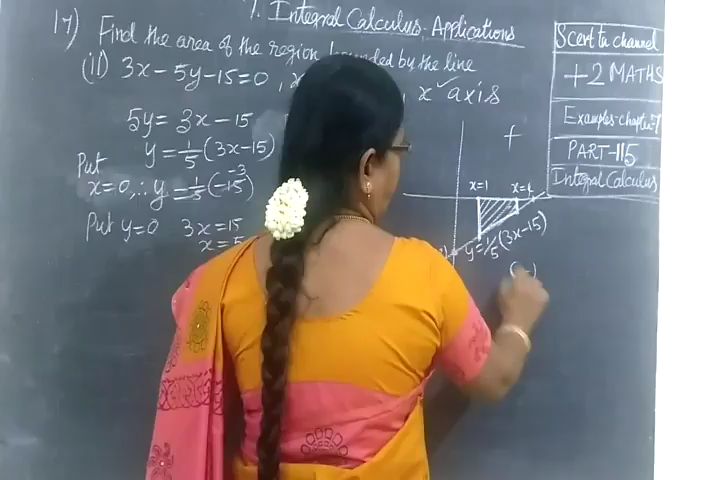 7. Integral Calculus-Applications
17) Find the area of the region bounded by the line
(ii) 3x-5y-15=0, x axis
5y= 3x-15
y=1/5(3x-15)
Put
x=0, ∴y=1/5(-15) -3
Put y=0 3x=15
x=5
+
x=1 x=4
y=1/5(3x-15)
Scert tn channel
+2 MATHS
Examples-chapter-7
PART-115
Integral Calculus